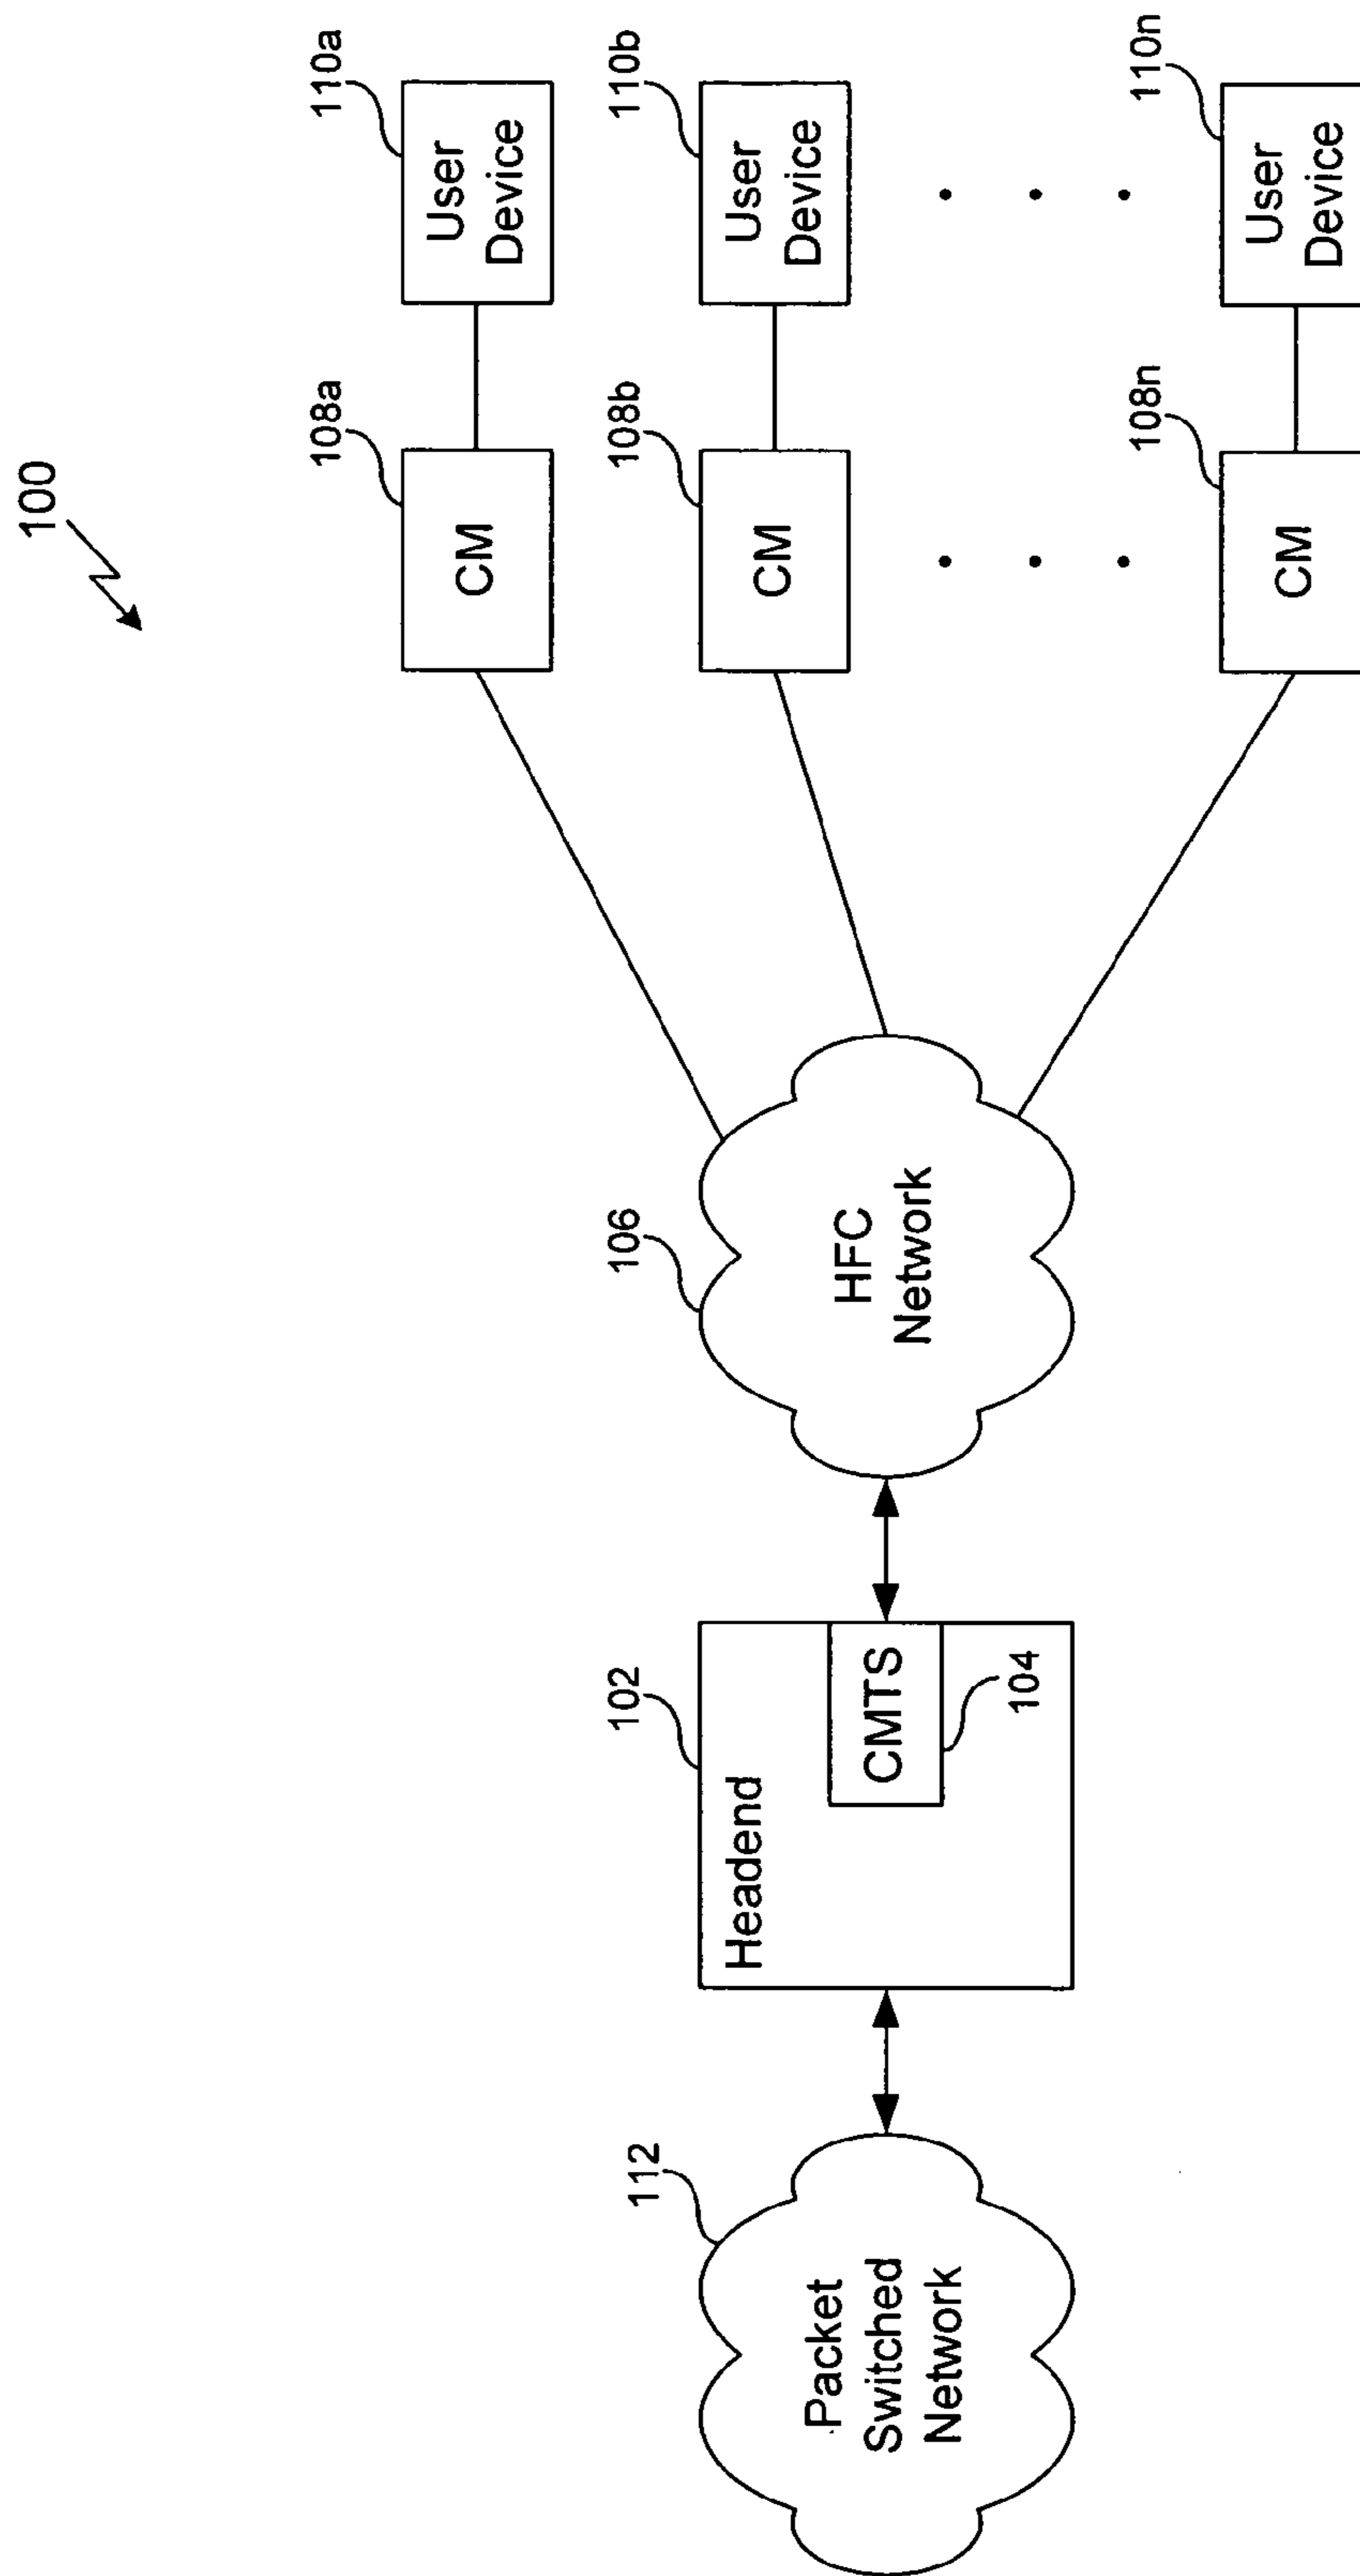 100
108a
110a
CM
User
Device
102
106
108b
110b
112
Headend
CM
User
Device
Packet
Switched
Network
CMTS
HFC
Network
104
108n
110n
CM
User
Device